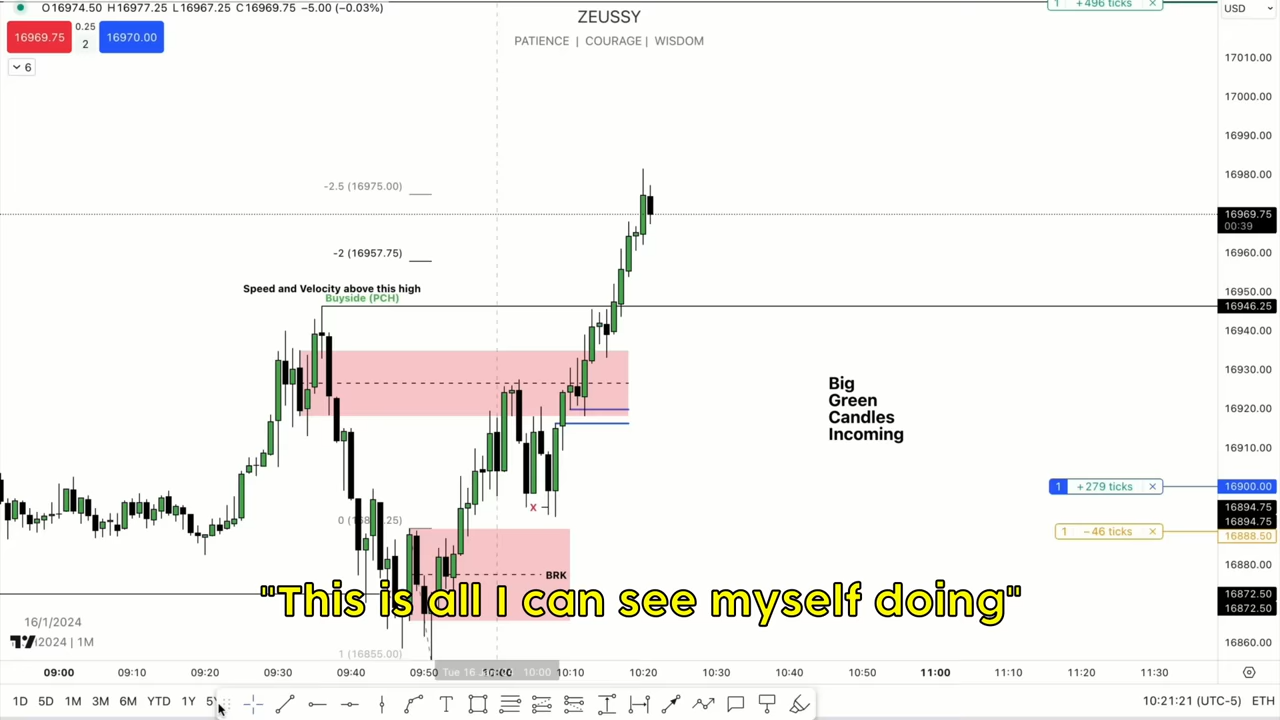 O16974.50 H16977.25 L16967.25 C16969.75 −5.00 (−0.03%)
16969.75
0.25
2
16970.00
6
ZEUSSY
PATIENCE | COURAGE | WISDOM
1 +496 ticks
USD
17010.00
17000.00
16990.00
16980.00
16969.75
00:39
16960.00
16950.00
16946.25
16940.00
16930.00
16920.00
16910.00
16900.00
16894.75
16894.75
16888.50
16880.00
16872.50
16872.50
16860.00
-2.5 (16975.00)
-2 (16957.75)
Speed and Velocity above this high
Buyside (PCH)
Big
Green
Candles
Incoming
1 +279 ticks
1 −46 ticks
X
BRK
"This is all I can see myself doing"
16/1/2024
2024 | 1M
1 (16855.00)
09:00 09:10 09:20 09:30 09:40 09:50 10:00 10:10 10:20 10:30 10:40 10:50 11:00 11:10 11:20 11:30
1D 5D 1M 3M 6M YTD 1Y
10:21:21 (UTC-5) ETH